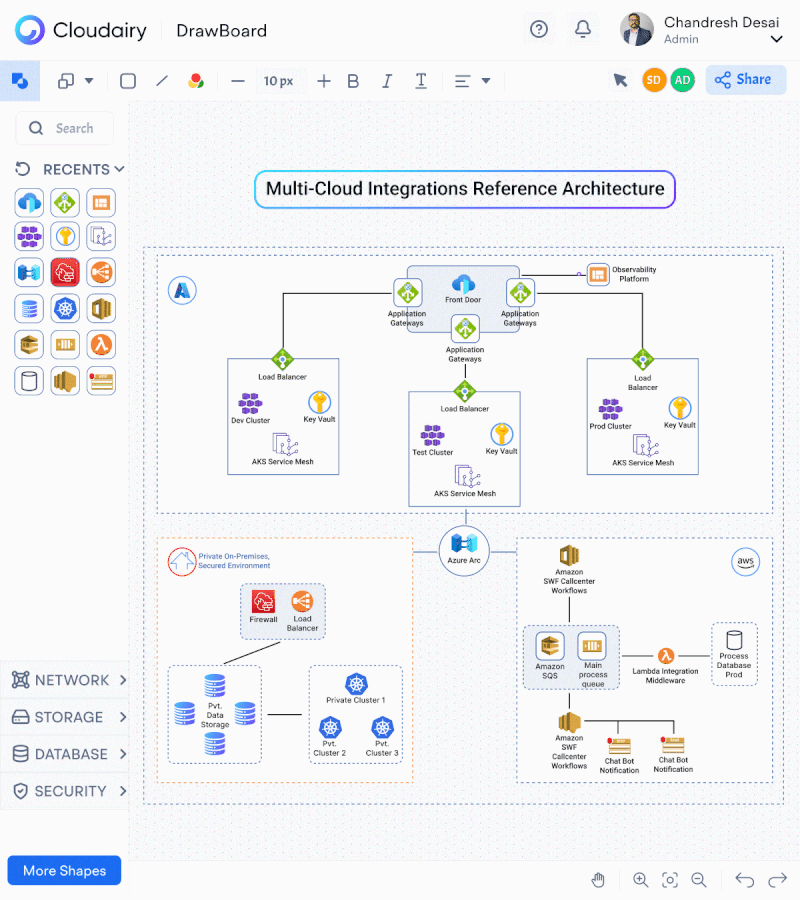 Cloudairy
DrawBoard
Chandresh Desai
Admin
10 px
B
I
T
SD
AD
Share
Search
RECENTS
Multi-Cloud Integrations Reference Architecture
Observability
Platform
Front Door
Application
Gateways
Application
Gateways
Application
Gateways
Load Balancer
Dev Cluster
Key Vault
AKS Service Mesh
Load Balancer
Test Cluster
Key Vault
AKS Service Mesh
Load
Balancer
Prod Cluster
Key Vault
AKS Service Mesh
Azure Arc
Private On-Premises,
Secured Environment
Firewall
Load
Balancer
Pvt.
Data
Storage
Private Cluster 1
Pvt.
Cluster 2
Pvt.
Cluster 3
aws
Amazon
SWF Callcenter
Workflows
Amazon
SQS
Main
process
queue
Lambda Integration
Middleware
Process
Database
Prod
Amazon
SWF
Callcenter
Workflows
Chat Bot
Notification
Chat Bot
Notification
NETWORK
STORAGE
DATABASE
SECURITY
More Shapes